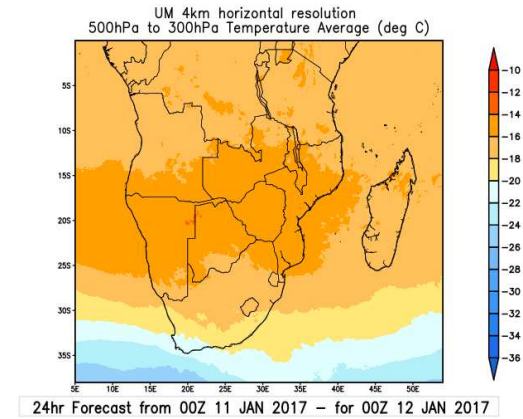 UM 4km horizontal resolution
500hPa to 300hPa Temperature Average (deg C)
5S
10S
15S
20S
25S
30S
35S
5E 10E 15E 20E 25E 30E 35E 40E 45E 50E
-10
-12
-14
-16
-18
-20
-22
-24
-26
-28
-30
-32
-34
-36
24hr Forecast from 00Z 11 JAN 2017 - for 00Z 12 JAN 2017